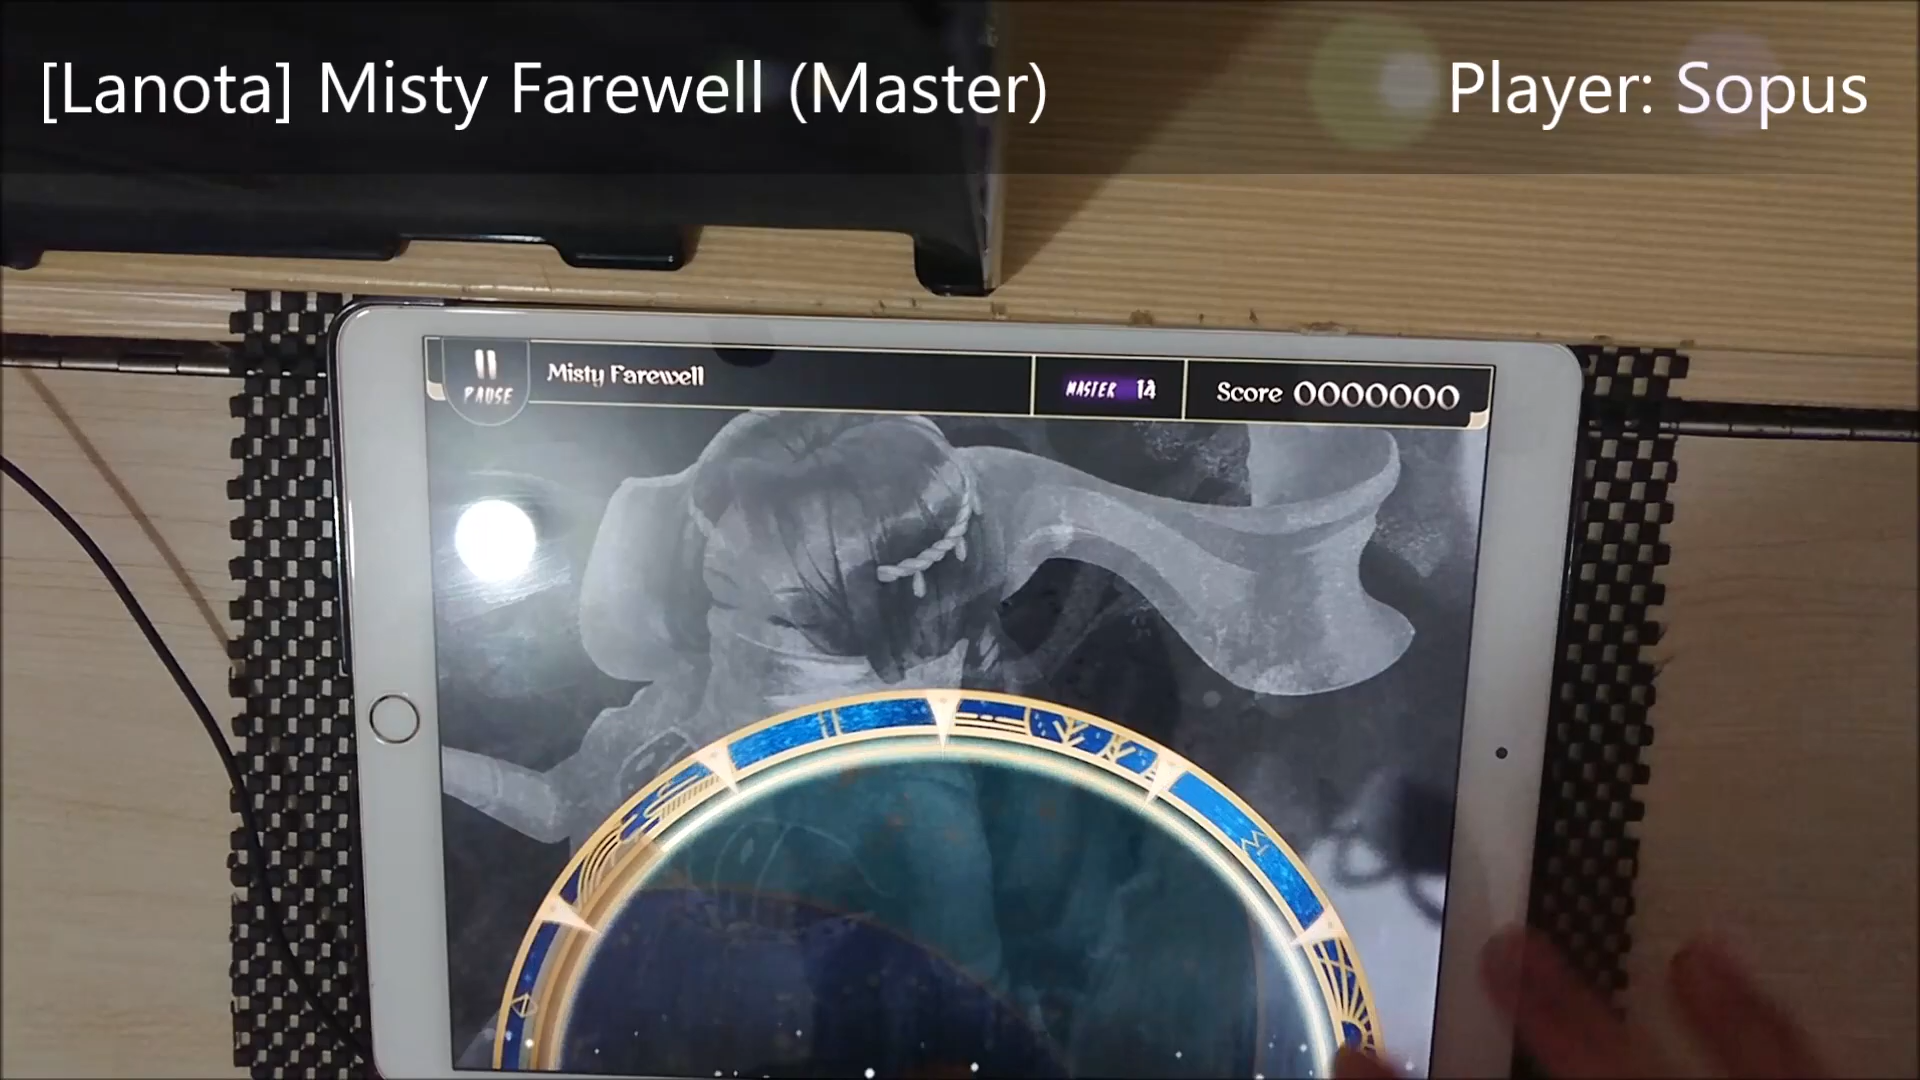 [Lanota] Misty Farewell (Master)
Player: Sopus
PAUSE
Misty Farewell
MASTER 14
Score 0000000